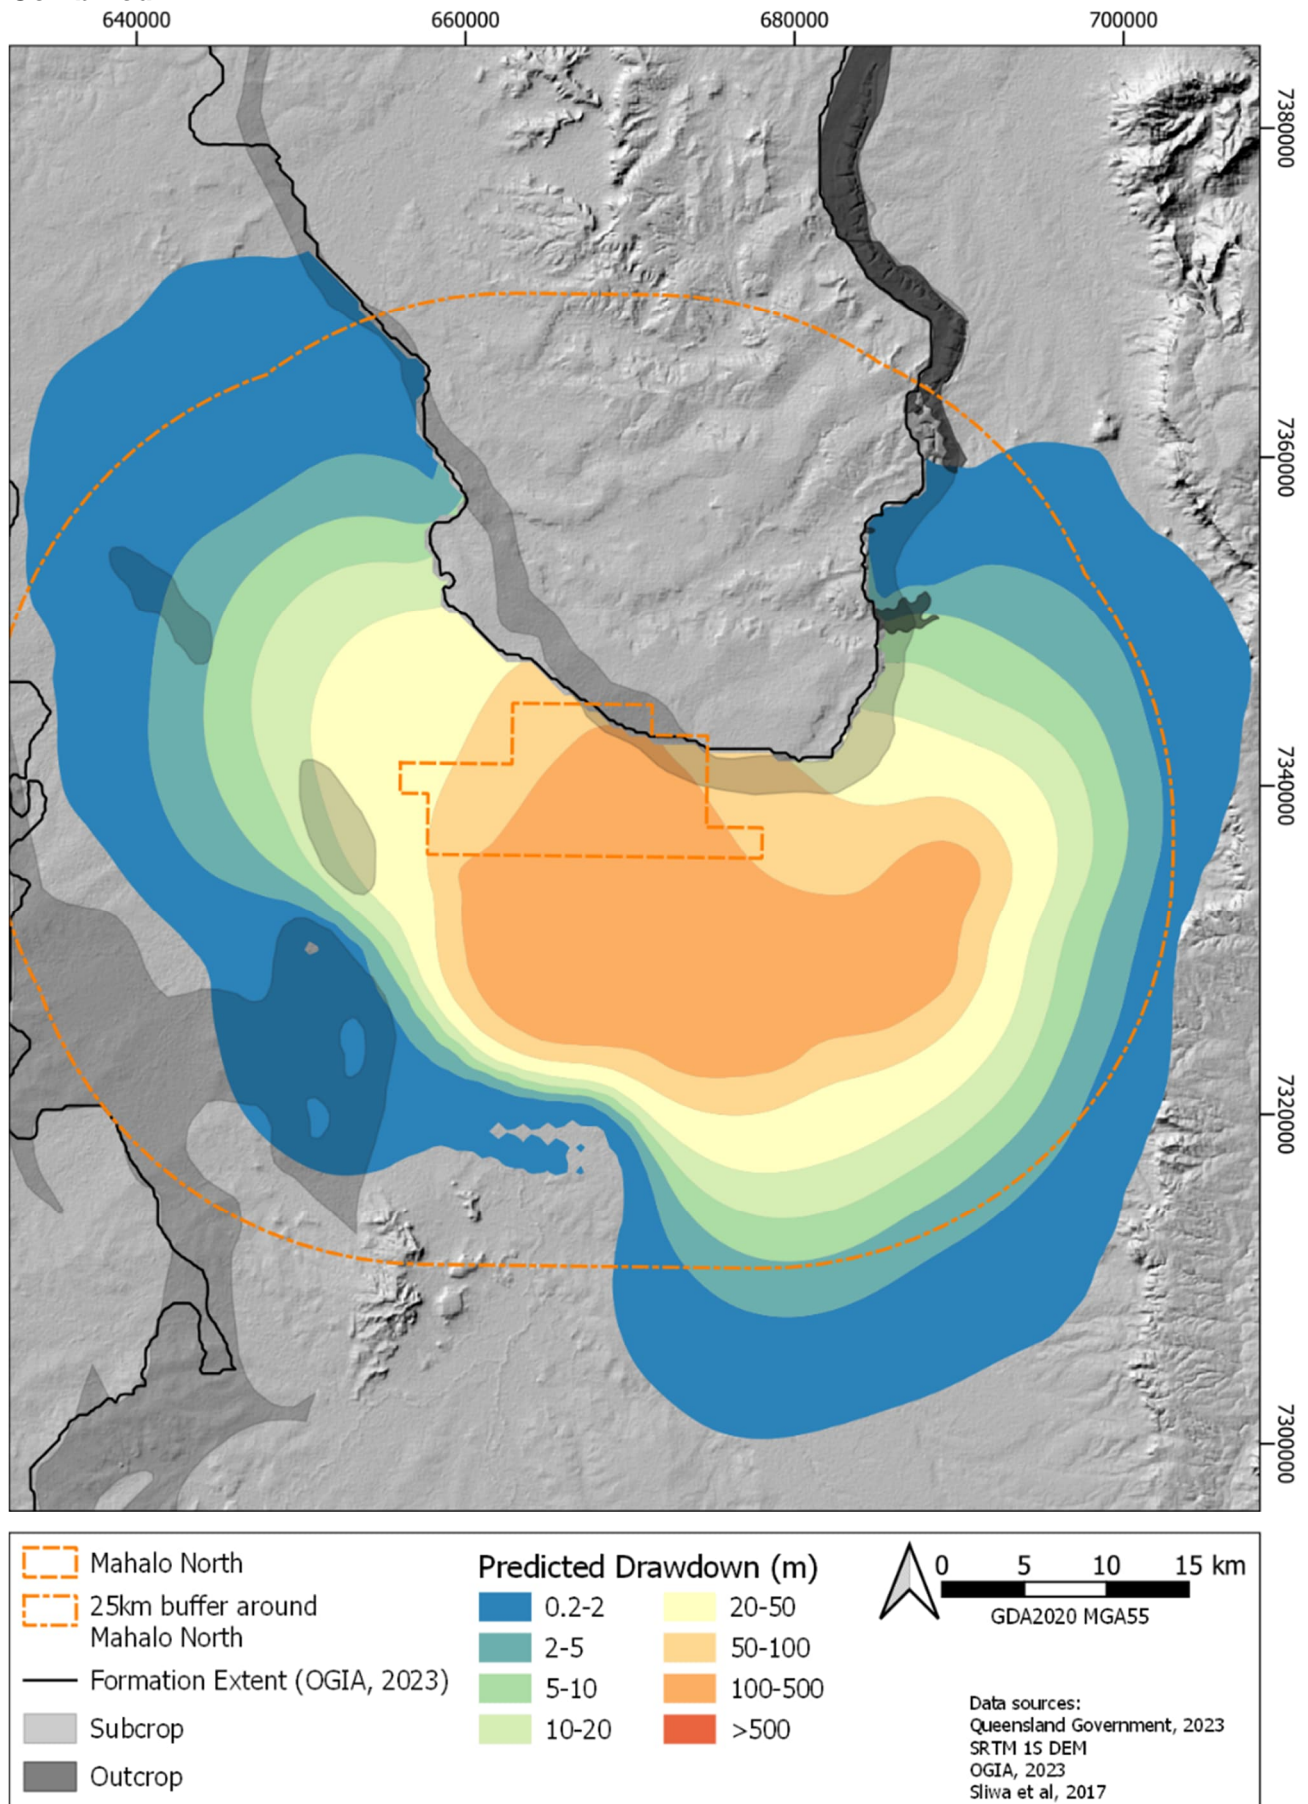 640000 660000 680000 700000
7380000
7360000
7340000
7320000
7300000
Mahalo North
25km buffer around
Mahalo North
Formation Extent (OGIA, 2023)
Subcrop
Outcrop
Predicted Drawdown (m)
0.2-2
2-5
5-10
10-20
20-50
50-100
100-500
>500
0 5 10 15 km
GDA2020 MGA55
Data sources:
Queensland Government, 2023
SRTM 1S DEM
OGIA, 2023
Sliwa et al, 2017